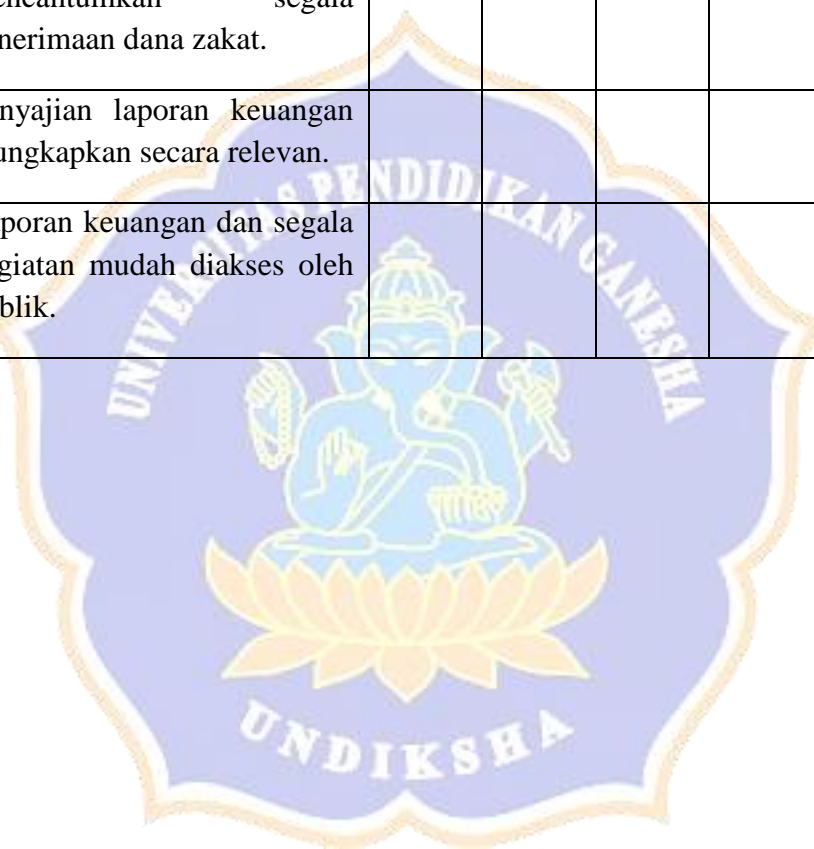 segala
nerimaan dana zakat.
nyajian laporan keuangan
ungkapkan secara relevan.
poran keuangan dan segala
giatan mudah diakses oleh
blik.
UNIVERSITAS PENDIDIKAN GANESHA
UNDIKSHA